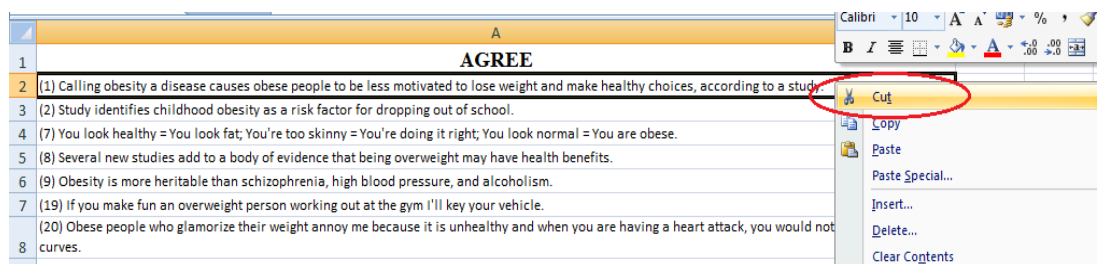 Calibri 10 A A % ,
A
B I A .0 .00 .00 .0 a
1 AGREE
2 (1) Calling obesity a disease causes obese people to be less motivated to lose weight and make healthy choices, according to a study.
Cut
3 (2) Study identifies childhood obesity as a risk factor for dropping out of school.
Copy
4 (7) You look healthy = You look fat; You're too skinny = You're doing it right; You look normal = You are obese.
Paste
5 (8) Several new studies add to a body of evidence that being overweight may have health benefits.
Paste Special...
6 (9) Obesity is more heritable than schizophrenia, high blood pressure, and alcoholism.
Insert...
7 (19) If you make fun an overweight person working out at the gym I'll key your vehicle.
(20) Obese people who glamorize their weight annoy me because it is unhealthy and when you are having a heart attack, you would not
Delete...
8 curves.
Clear Contents